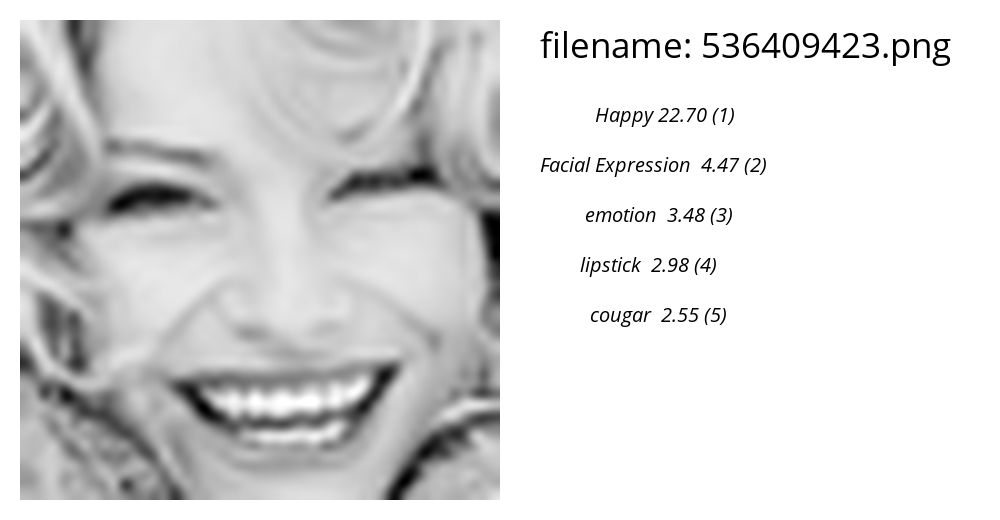 filename: 536409423.png
Happy 22.70 (1)
Facial Expression 4.47 (2)
emotion 3.48 (3)
lipstick 2.98 (4)
cougar 2.55 (5)